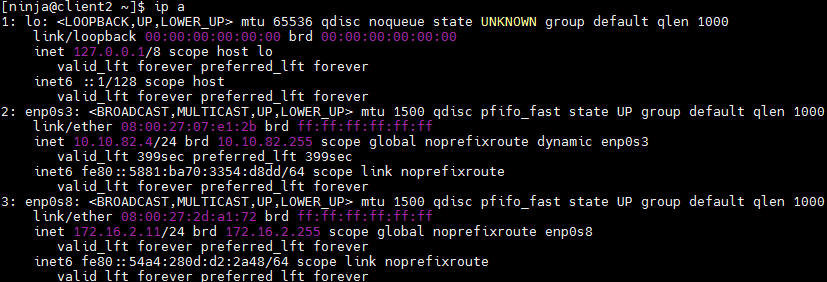 [ninja@client2 ~]$ ip a
1: lo: <LOOPBACK,UP,LOWER_UP> mtu 65536 qdisc noqueue state UNKNOWN group default qlen 1000
    link/loopback 00:00:00:00:00:00 brd 00:00:00:00:00:00
    inet 127.0.0.1/8 scope host lo
       valid_lft forever preferred_lft forever
    inet6 ::1/128 scope host
       valid_lft forever preferred_lft forever
2: enp0s3: <BROADCAST,MULTICAST,UP,LOWER_UP> mtu 1500 qdisc pfifo_fast state UP group default qlen 1000
    link/ether 08:00:27:07:e1:2b brd ff:ff:ff:ff:ff:ff
    inet 10.10.82.4/24 brd 10.10.82.255 scope global noprefixroute dynamic enp0s3
       valid_lft 399sec preferred_lft 399sec
    inet6 fe80::5881:ba70:3354:d8dd/64 scope link noprefixroute
       valid_lft forever preferred_lft forever
3: enp0s8: <BROADCAST,MULTICAST,UP,LOWER_UP> mtu 1500 qdisc pfifo_fast state UP group default qlen 1000
    link/ether 08:00:27:2d:a1:72 brd ff:ff:ff:ff:ff:ff
    inet 172.16.2.11/24 brd 172.16.2.255 scope global noprefixroute enp0s8
       valid_lft forever preferred_lft forever
    inet6 fe80::54a4:280d:d2:2a48/64 scope link noprefixroute
       valid_lft forever preferred_lft forever